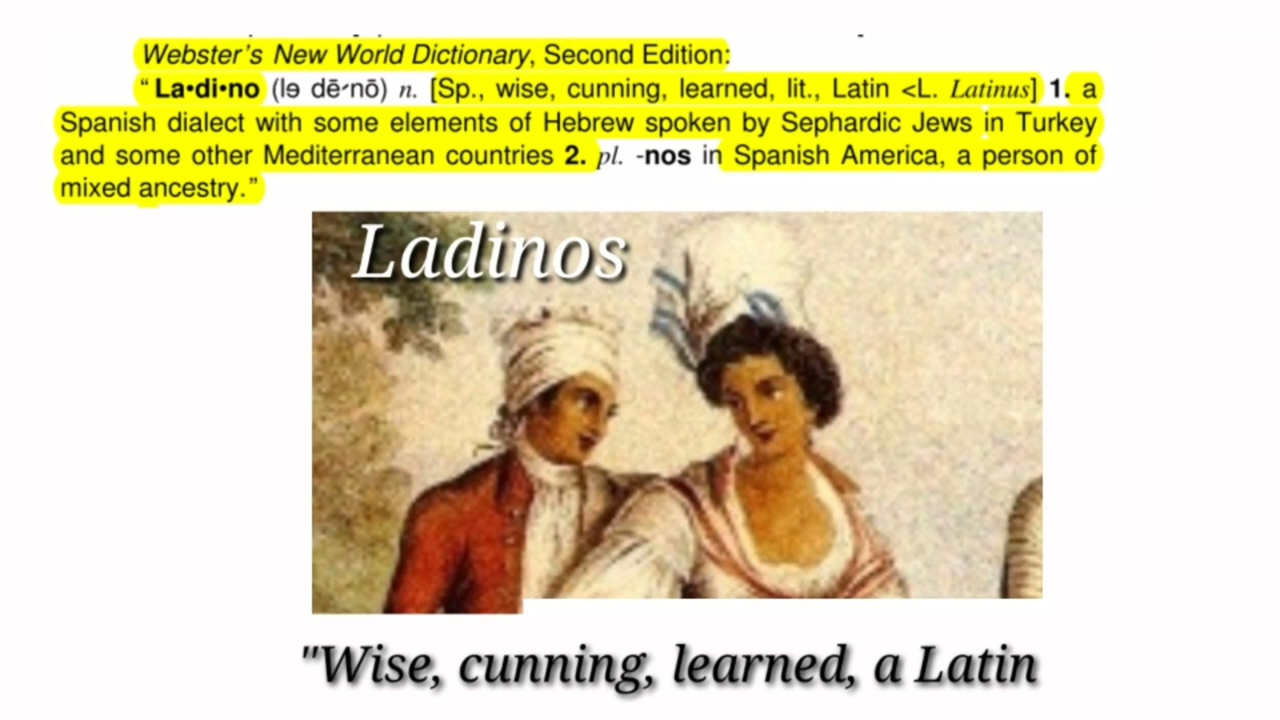 Webster's New World Dictionary, Second Edition:
“ La•di•no (lə dē′nō) n. [Sp., wise, cunning, learned, lit., Latin <L. Latinus] 1. a
Spanish dialect with some elements of Hebrew spoken by Sephardic Jews in Turkey
and some other Mediterranean countries 2. pl. -nos in Spanish America, a person of
mixed ancestry.”
Ladinos
"Wise, cunning, learned, a Latin